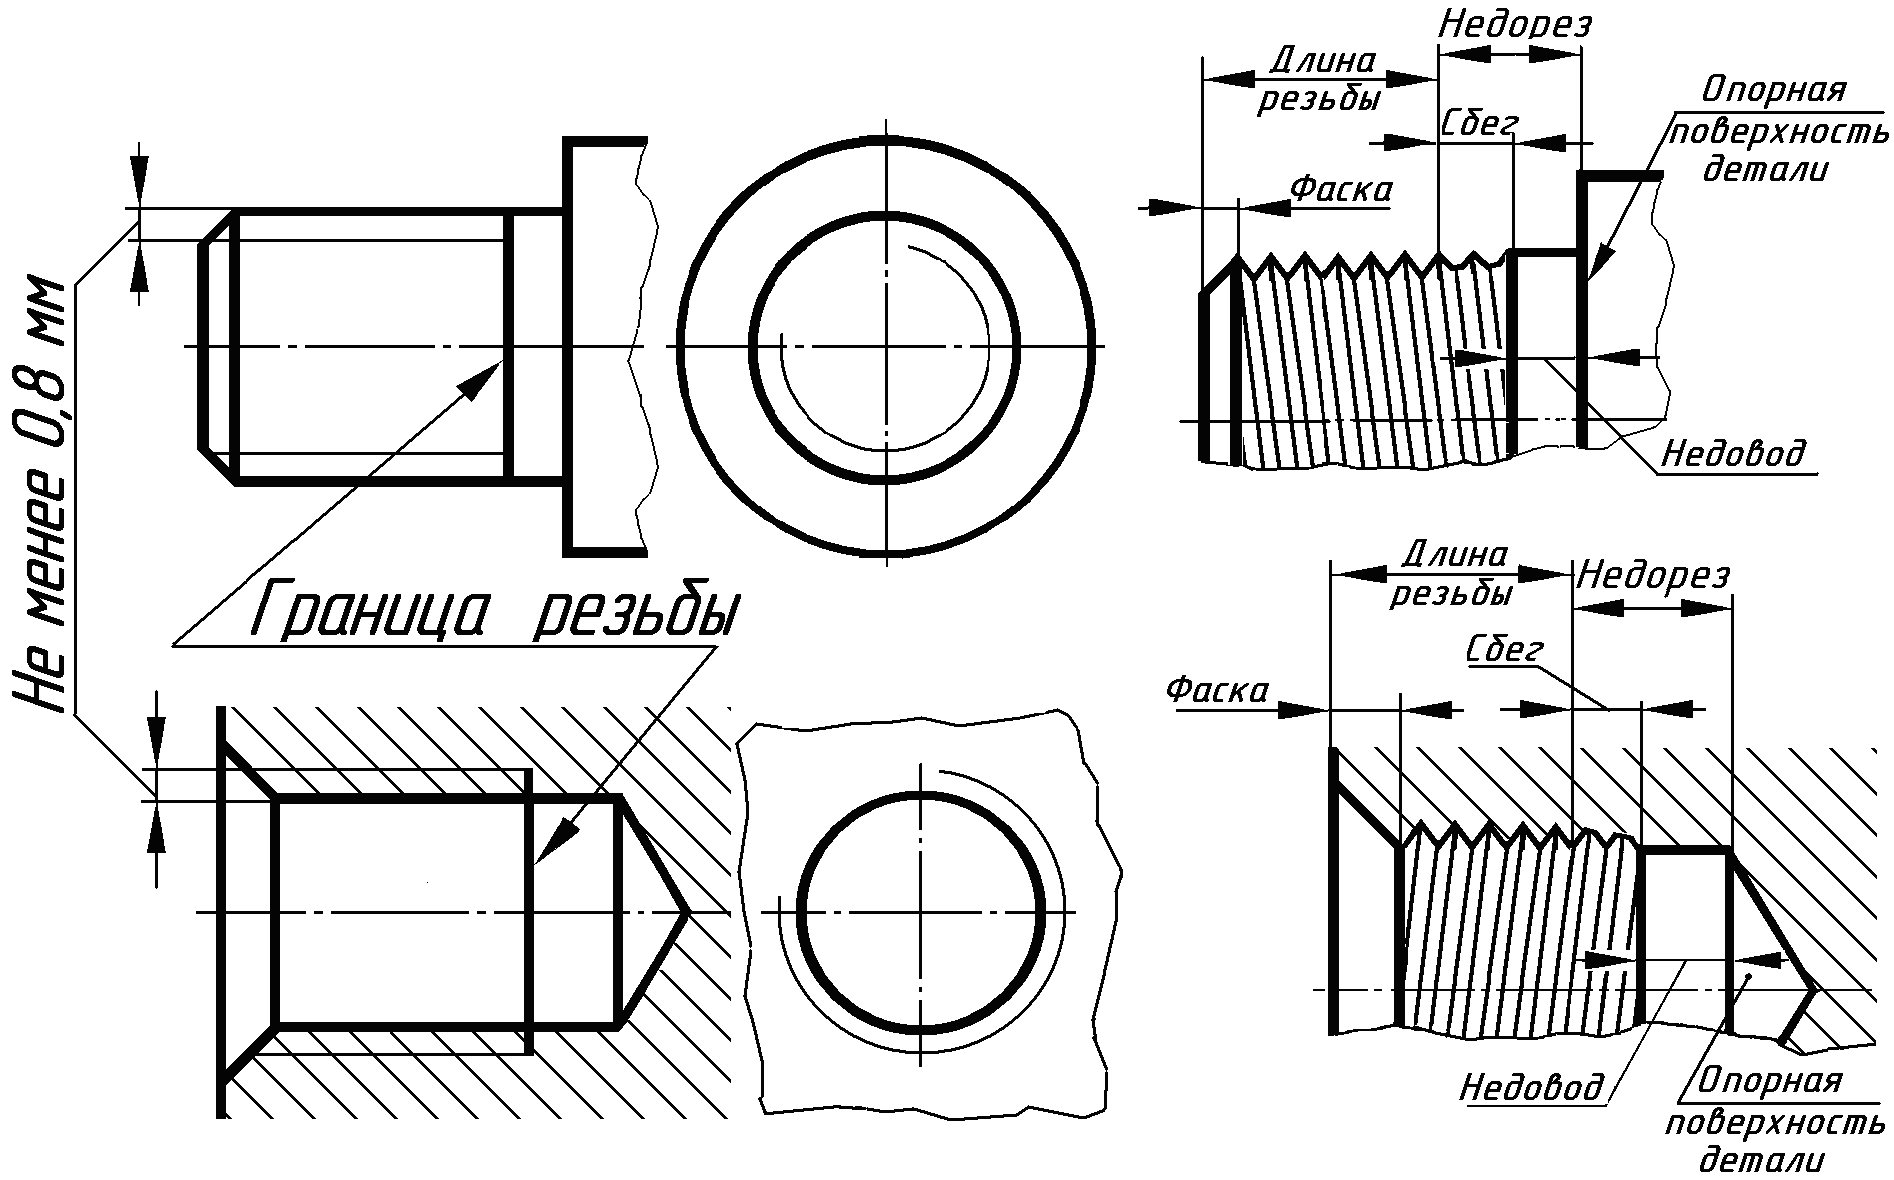 Не менее 0,8 мм
Граница резьбы
Недорез
Длина
резьбы
Сбег
Фаска
Опорная
поверхность
детали
Недовод
Длина
резьбы
Недорез
Сбег
Фаска
Недовод
Опорная
поверхность
детали